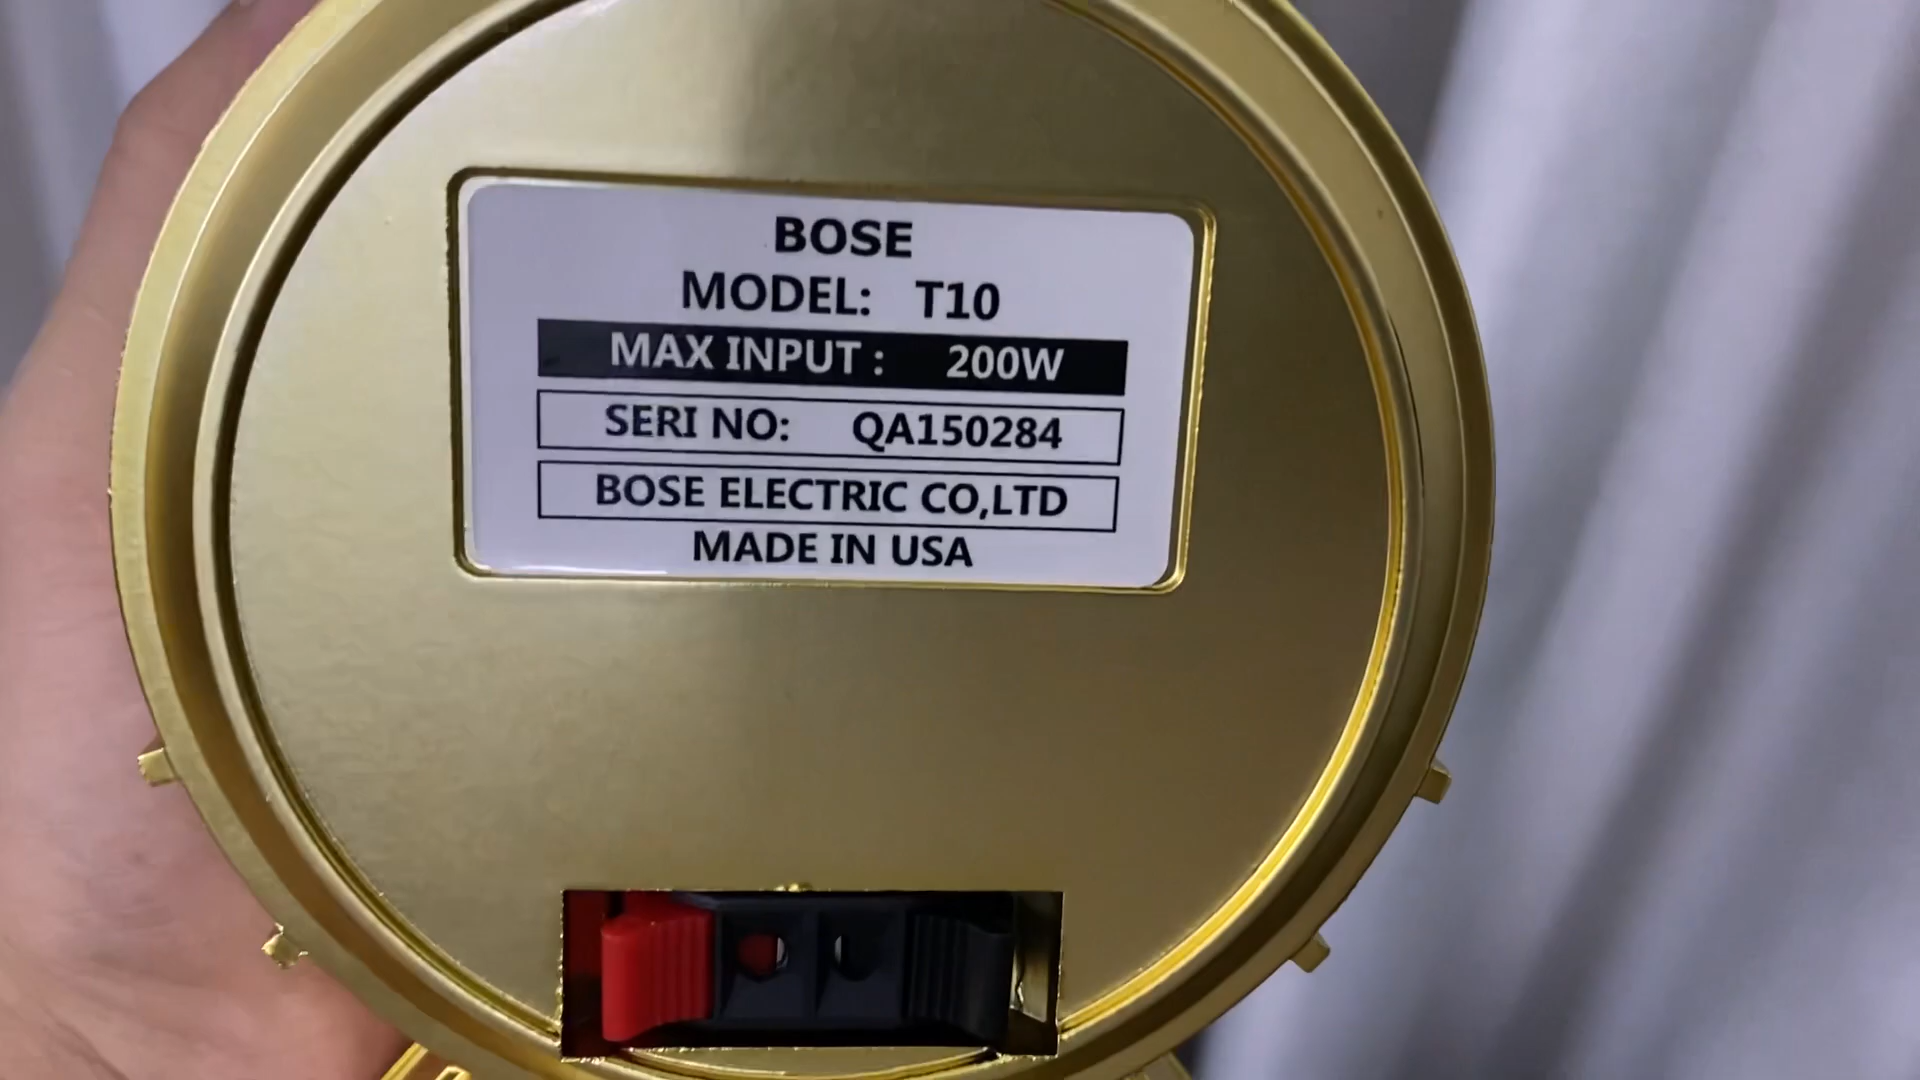 BOSE
MODEL: T10
MAX INPUT : 200W
SERI NO: QA150284
BOSE ELECTRIC CO,LTD
MADE IN USA